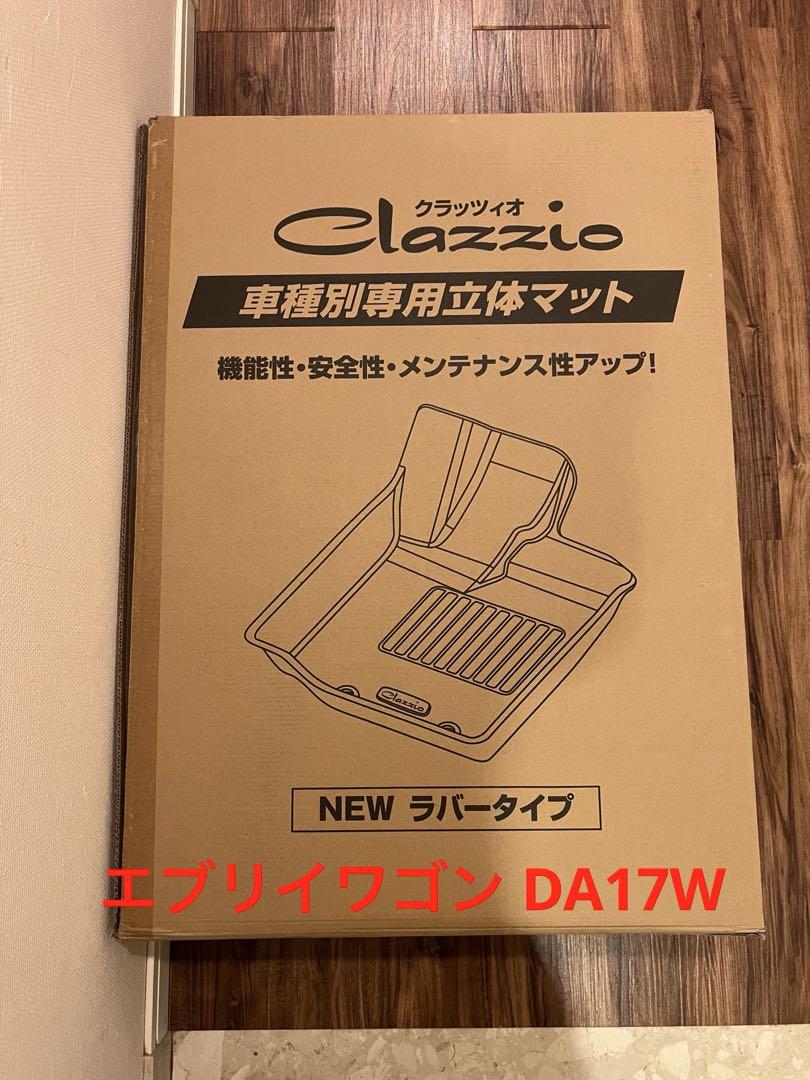 クラッツィオ
Clazzio
車種別専用立体マット
機能性・安全性・メンテナンス性アップ!
Clazzio
NEW ラバータイプ
エブリイワゴン DA17W